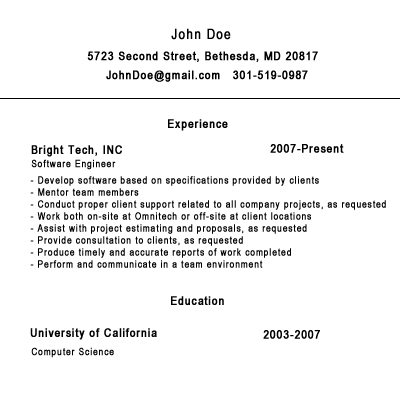 John Doe
5723 Second Street, Bethesda, MD 20817
JohnDoe@gmail.com 301-519-0987
Experience
Bright Tech, INC 2007-Present
Software Engineer
- Develop software based on specifications provided by clients
- Mentor team members
- Conduct proper client support related to all company projects, as requested
- Work both on-site at Omnitech or off-site at client locations
- Assist with project estimating and proposals, as requested
- Provide consultation to clients, as requested
- Produce timely and accurate reports of work completed
- Perform and communicate in a team environment
Education
University of California 2003-2007
Computer Science